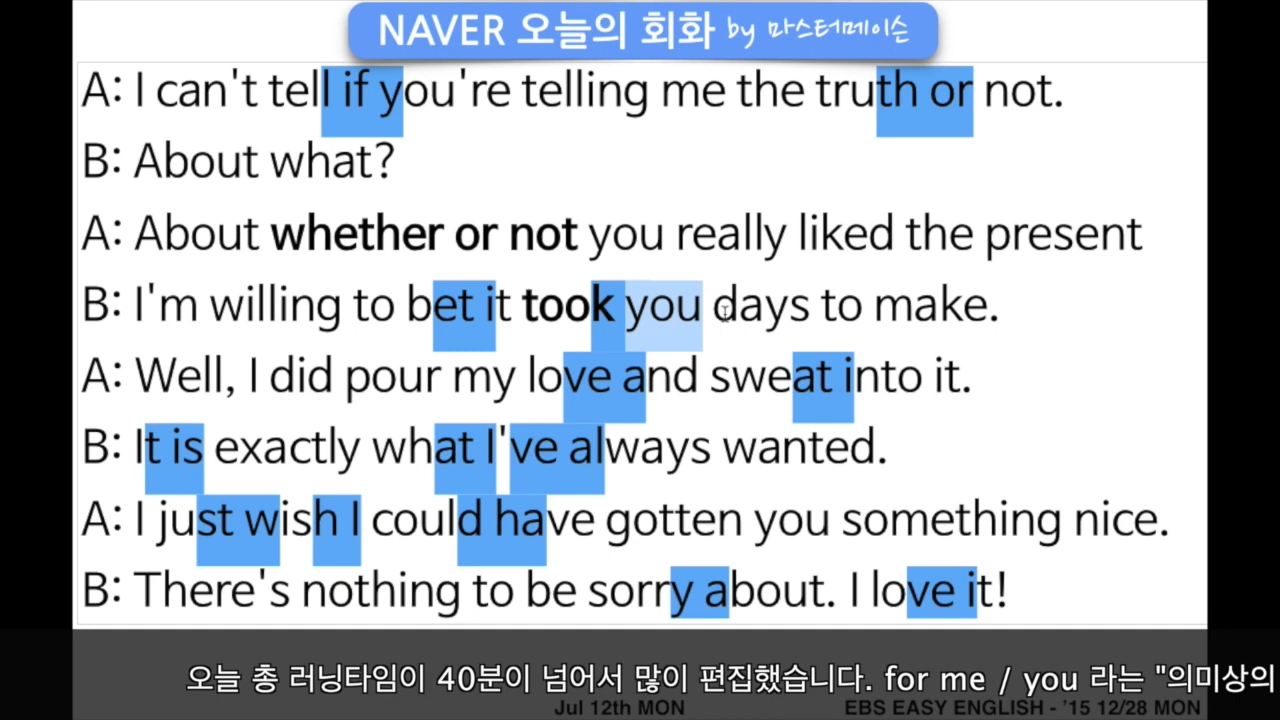 NAVER 오늘의 회화 by 마스터메이슨
A: I can't tell if you're telling me the truth or not.
B: About what?
A: About whether or not you really liked the present
B: I'm willing to bet it took you days to make.
A: Well, I did pour my love and sweat into it.
B: It is exactly what I've always wanted.
A: I just wish I could have gotten you something nice.
B: There's nothing to be sorry about. I love it!
오늘 총 러닝타임이 40분이 넘어서 많이 편집했습니다. for me / you 라는 "의미상의
Jul 12th MON EBS EASY ENGLISH - '15 12/28 MON